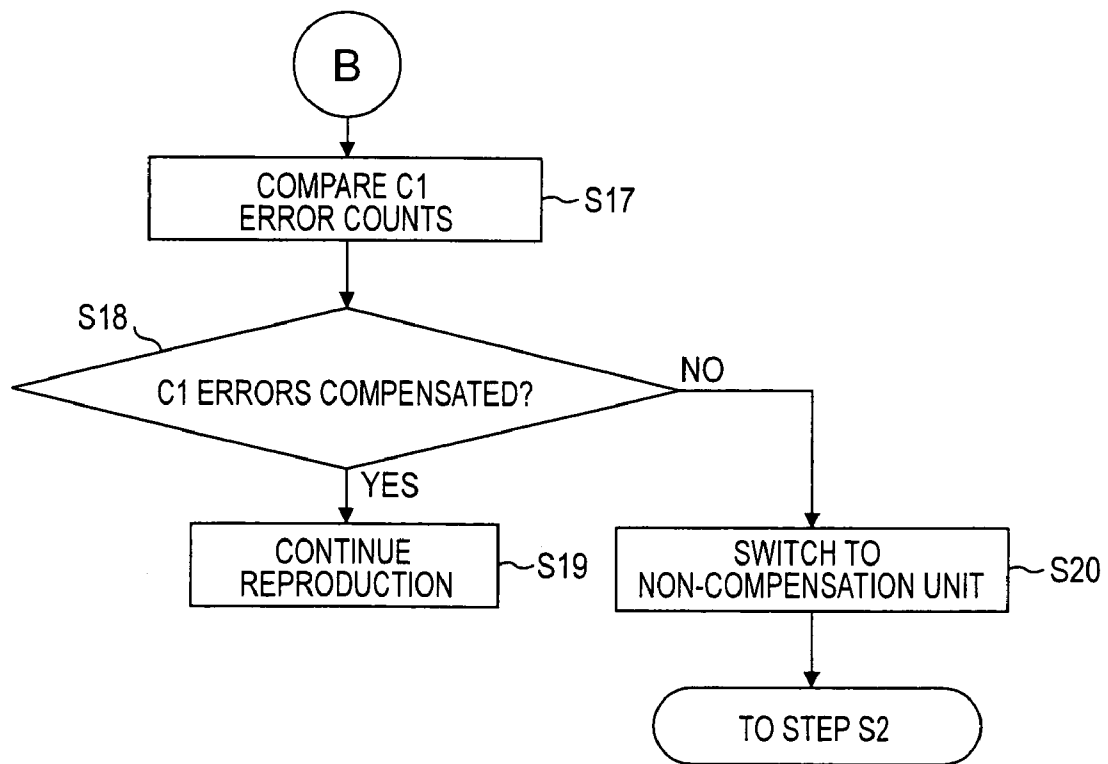 B
COMPARE C1
ERROR COUNTS
S17
S18
C1 ERRORS COMPENSATED?
NO
YES
CONTINUE
REPRODUCTION
S19
SWITCH TO
NON-COMPENSATION UNIT
S20
TO STEP S2